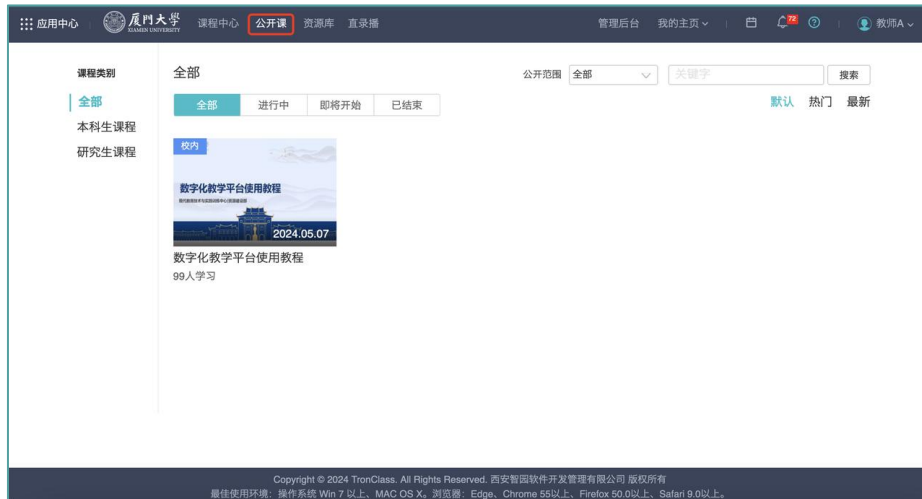 应用中心
厦門大學
XIAMEN UNIVERSITY
课程中心 公开课 资源库 直录播
管理后台 我的主页
72
教师A
课程类别
全部
本科生课程
研究生课程
全部
公开范围 全部 关键字 搜索
全部 进行中 即将开始 已结束
默认 热门 最新
校内
数字化教学平台使用教程
2024.05.07
数字化教学平台使用教程
99人学习
Copyright © 2024 TronClass. All Rights Reserved. 西安智园软件开发管理有限公司 版权所有
最佳使用环境：操作系统 Win 7 以上、MAC OS X。浏览器：Edge、Chrome 55以上、Firefox 50.0以上、Safari 9.0以上。